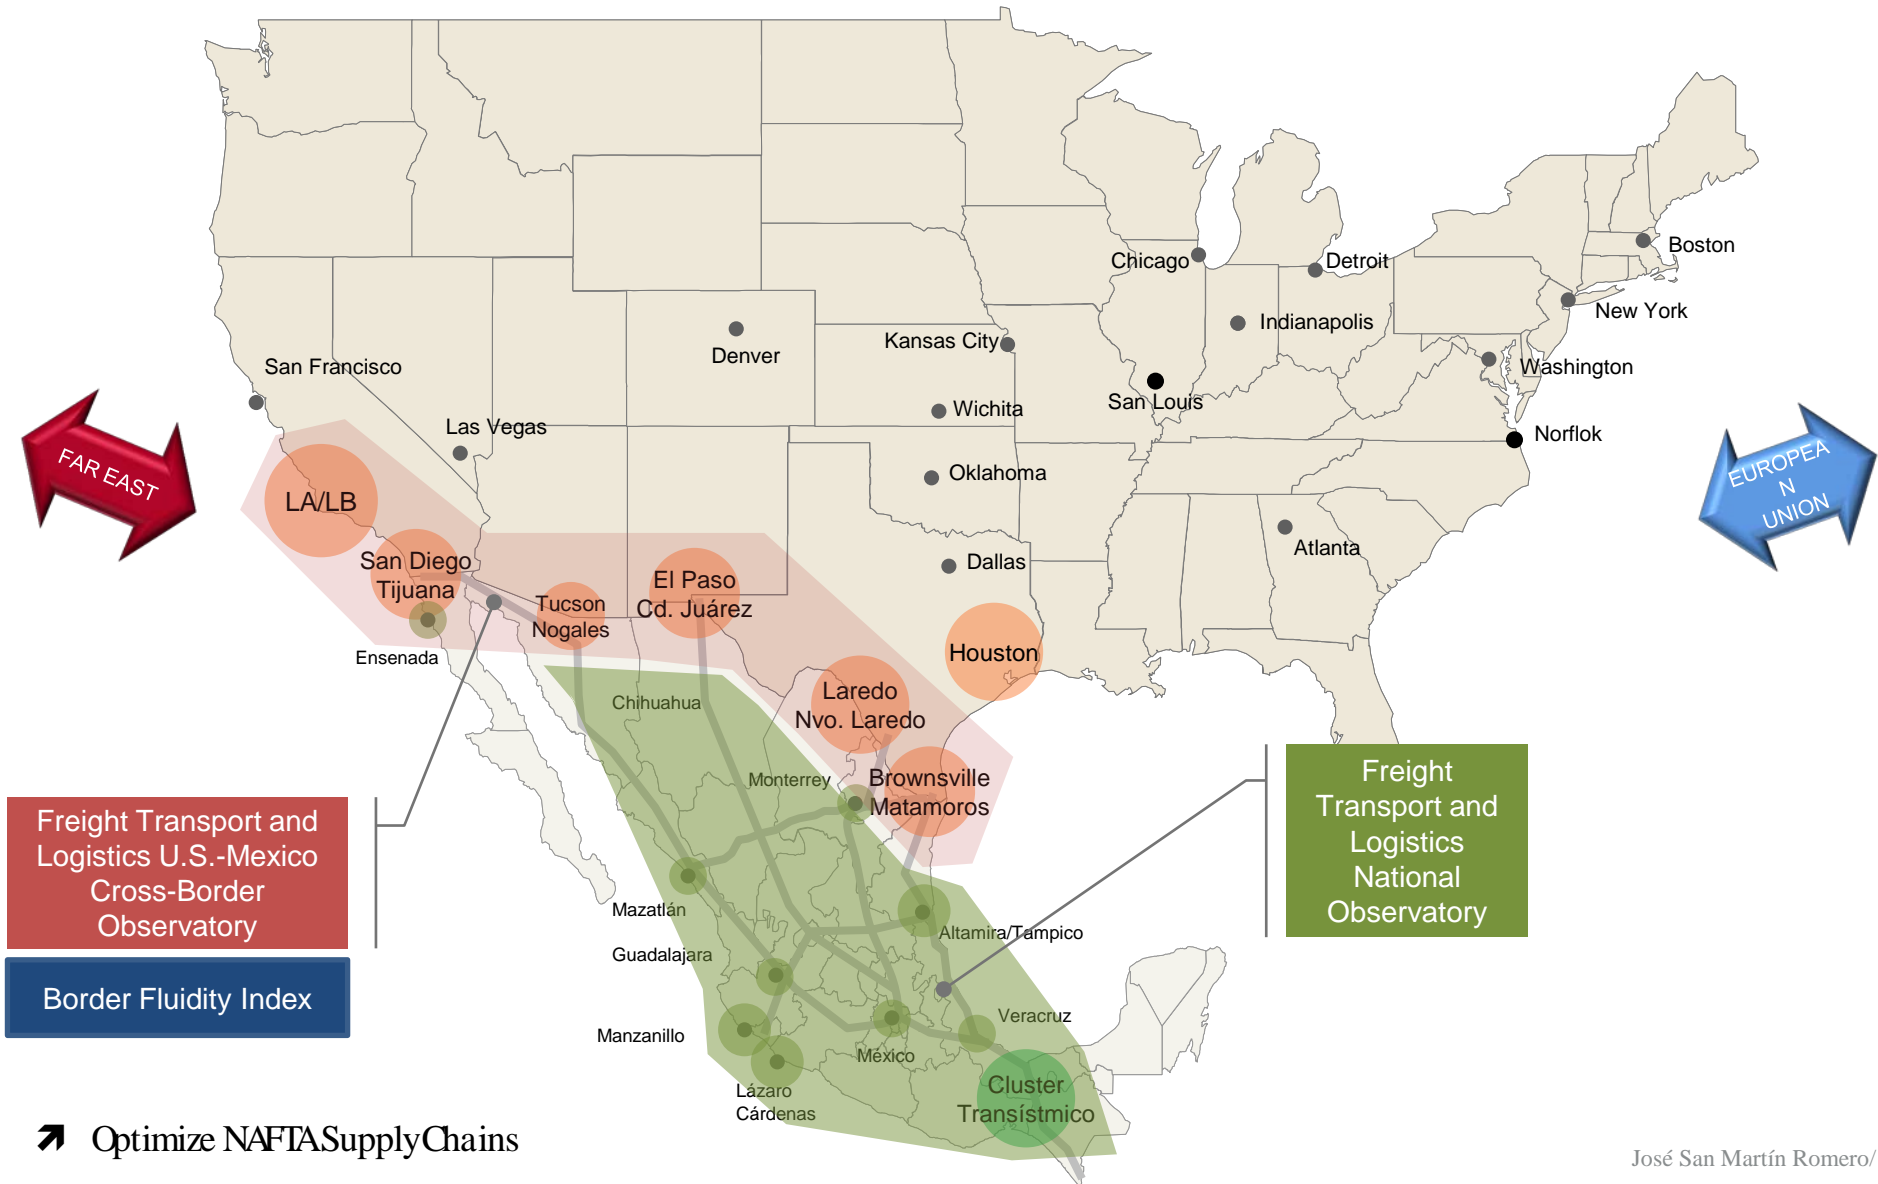 Boston
Chicago
Detroit
New York
Indianapolis
Kansas City
Denver
San Francisco
Washington
San Louis
Wichita
Las Vegas
Norflok
FAR EAST
EUROPEA
N
UNION
Oklahoma
LA/LB
Atlanta
San Diego
Tijuana
Dallas
El Paso
Cd. Juárez
Tucson
Nogales
Ensenada
Houston
Chihuahua
Laredo
Nvo. Laredo
Monterrey
Brownsville
Matamoros
Freight
Transport and
Logistics
National
Observatory
Freight Transport and
Logistics U.S.-Mexico
Cross-Border
Observatory
Mazatlán
Altamira/Tampico
Guadalajara
Border Fluidity Index
Veracruz
Manzanillo
México
Lázaro
Cárdenas
Cluster
Transístmico
Optimize NAFTA Supply Chains
José San Martín Romero/